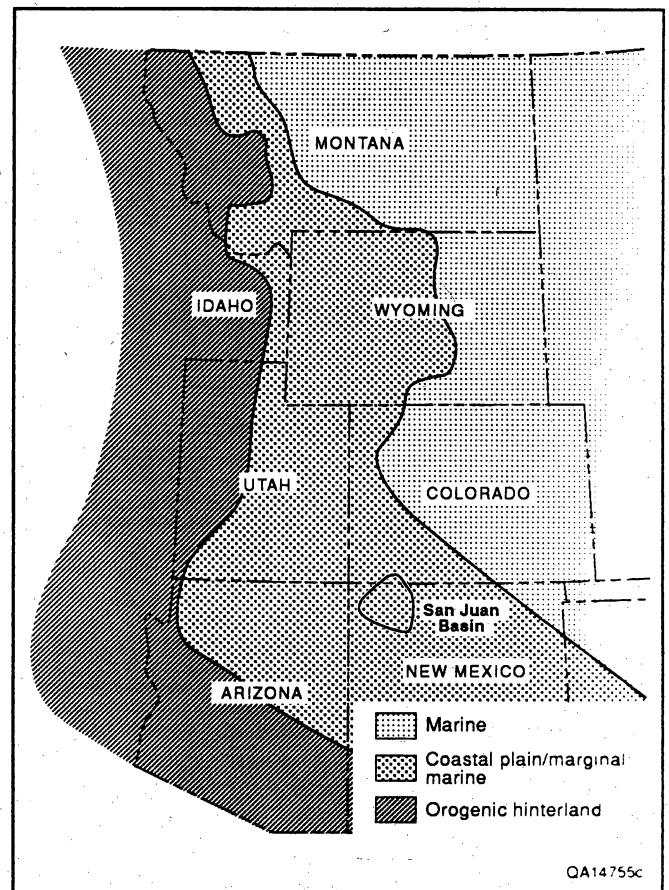 MONTANA
IDAHO
WYOMING
UTAH
COLORADO
San Juan
Basin
NEW MEXICO
ARIZONA
Marine
Coastal plain/marginal
marine
Orogenic hinterland
QA14755c